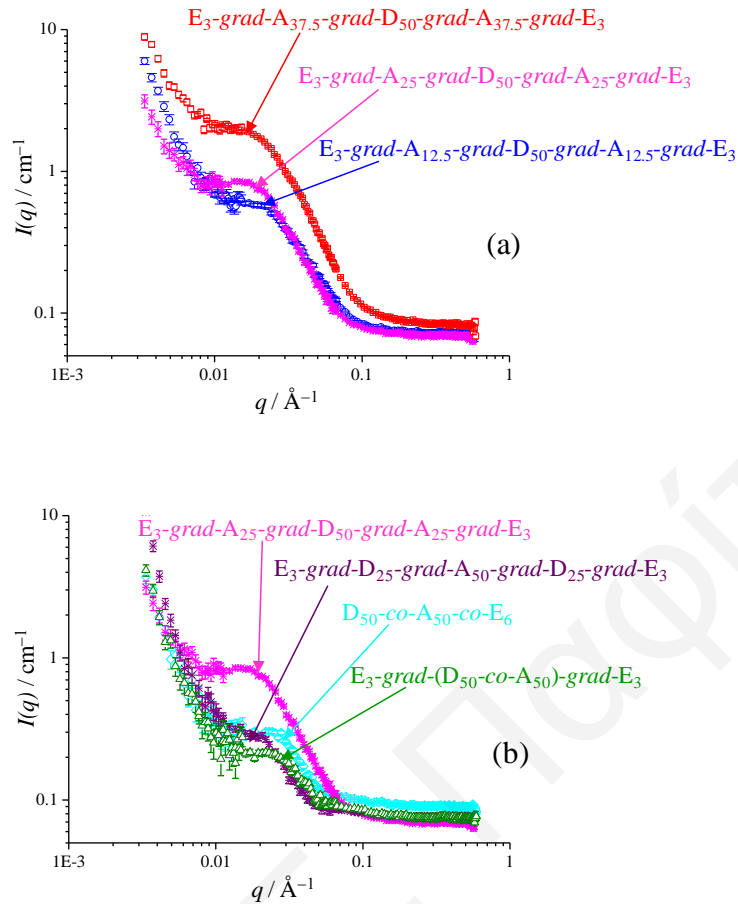 E₃-grad-A₃₇.₅-grad-D₅₀-grad-A₃₇.₅-grad-E₃
E₃-grad-A₂₅-grad-D₅₀-grad-A₂₅-grad-E₃
E₃-grad-A₁₂.₅-grad-D₅₀-grad-A₁₂.₅-grad-E₃
10
1
0.1
I(q) / cm⁻¹
(a)
1E-3
0.01
0.1
1
q / Å⁻¹
E₃-grad-A₂₅-grad-D₅₀-grad-A₂₅-grad-E₃
E₃-grad-D₂₅-grad-A₅₀-grad-D₂₅-grad-E₃
D₅₀-co-A₅₀-co-E₆
E₃-grad-(D₅₀-co-A₅₀)-grad-E₃
10
1
0.1
I(q) / cm⁻¹
(b)
1E-3
0.01
0.1
1
q / Å⁻¹